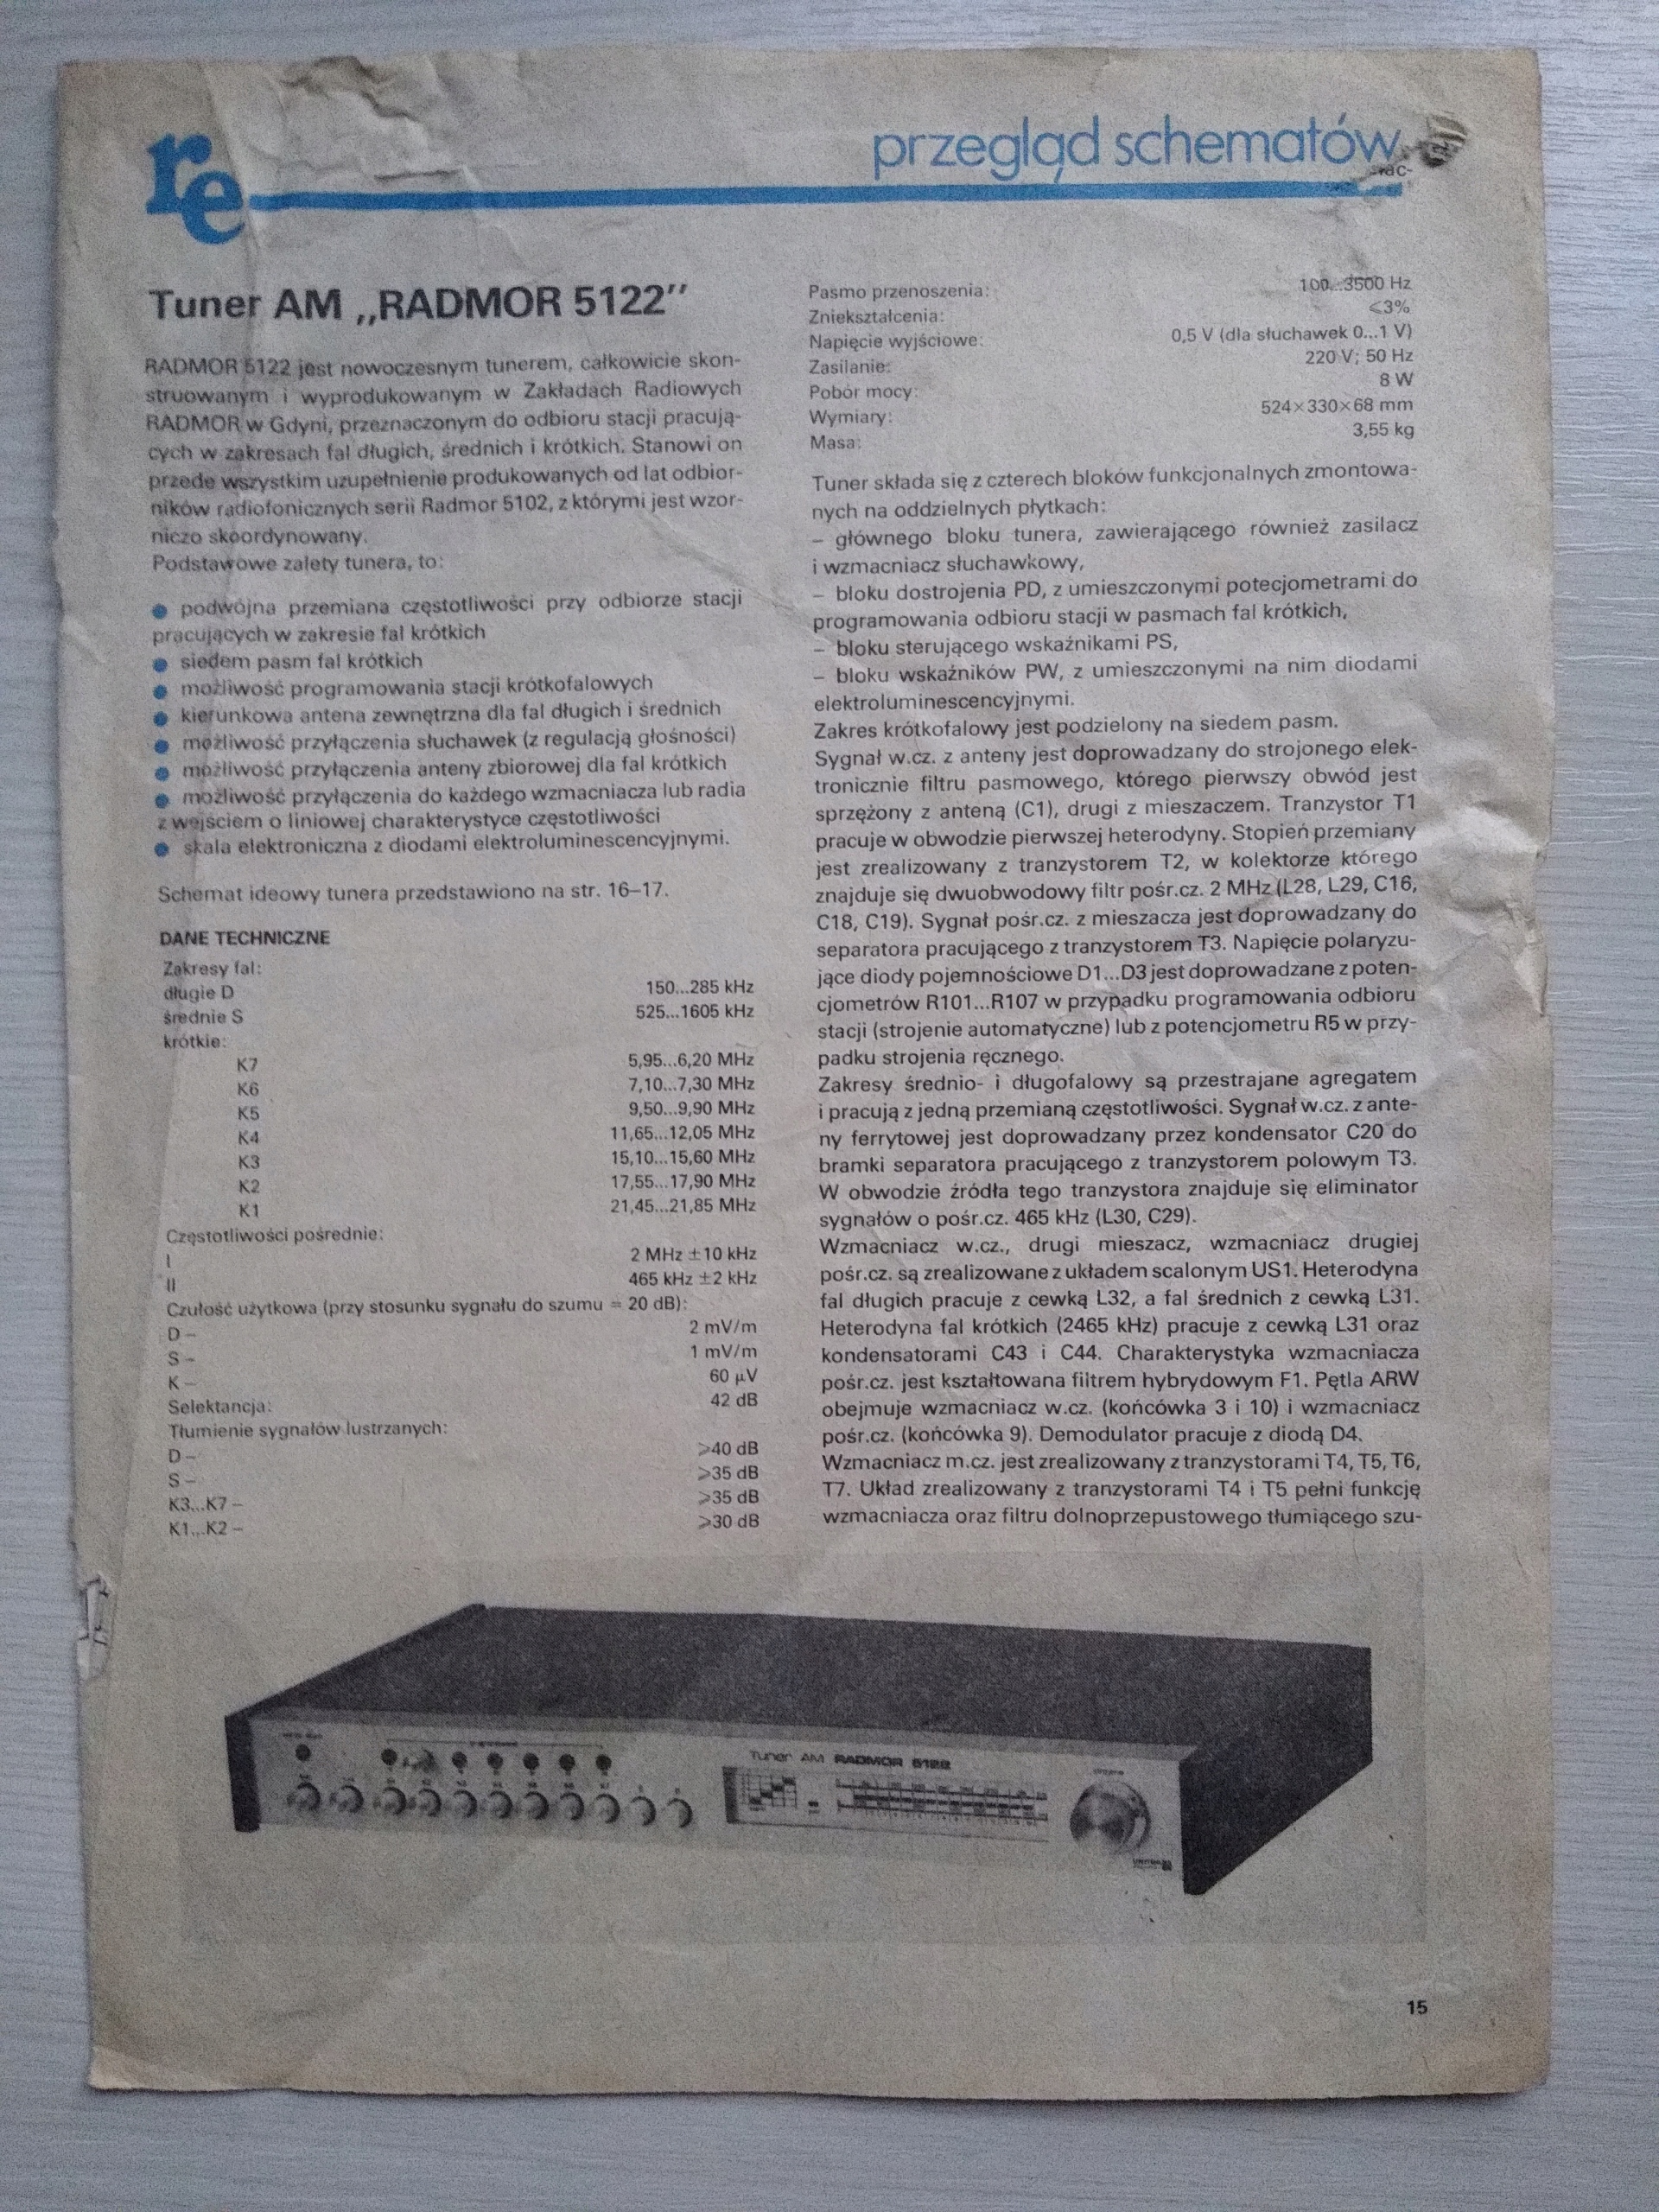 re
przegląd schematów
Tuner AM „RADMOR 5122”
RADMOR 5122 jest nowoczesnym tunerem, całkowicie skon-
struowanym i wyprodukowanym w Zakładach Radiowych
RADMOR w Gdyni, przeznaczonym do odbioru stacji pracują-
cych w zakresach fal długich, średnich i krótkich. Stanowi on
przede wszystkim uzupełnienie produkowanych od lat odbior-
ników radiofonicznych serii Radmor 5102, z którymi jest wzor-
niczo skoordynowany.
Podstawowe zalety tunera, to:
● podwójna przemiana częstotliwości przy odbiorze stacji
pracujących w zakresie fal krótkich
● siedem pasm fal krótkich
● możliwość programowania stacji krótkofalowych
● kierunkowa antena zewnętrzna dla fal długich i średnich
● możliwość przyłączenia słuchawek (z regulacją głośności)
● możliwość przyłączenia anteny zbiorowej dla fal krótkich
● możliwość przyłączenia do każdego wzmacniacza lub radia
z wejściem o liniowej charakterystyce częstotliwości
● skala elektroniczna z diodami elektroluminescencyjnymi.
Schemat ideowy tunera przedstawiono na str. 16–17.
DANE TECHNICZNE
Zakresy fal:
długie D 150...285 kHz
średnie S 525...1605 kHz
krótkie:
K7 5,95...6,20 MHz
K6 7,10...7,30 MHz
K5 9,50...9,90 MHz
K4 11,65...12,05 MHz
K3 15,10...15,60 MHz
K2 17,55...17,90 MHz
K1 21,45...21,85 MHz
Częstotliwości pośrednie:
I 2 MHz ±10 kHz
II 465 kHz ±2 kHz
Czułość użytkowa (przy stosunku sygnału do szumu = 20 dB):
D – 2 mV/m
S – 1 mV/m
K – 60 μV
Selektancja: 42 dB
Tłumienie sygnałów lustrzanych:
D – ⩾40 dB
S – ⩾35 dB
K3...K7 – ⩾35 dB
K1...K2 – ⩾30 dB
Pasmo przenoszenia: 100...3500 Hz
Zniekształcenia: ⩽3%
Napięcie wyjściowe: 0,5 V (dla słuchawek 0...1 V)
Zasilanie: 220 V; 50 Hz
Pobór mocy: 8 W
Wymiary: 524×330×68 mm
Masa: 3,55 kg
Tuner składa się z czterech bloków funkcjonalnych zmontowa-
nych na oddzielnych płytkach:
– głównego bloku tunera, zawierającego również zasilacz
i wzmacniacz słuchawkowy,
– bloku dostrojenia PD, z umieszczonymi potecjometrami do
programowania odbioru stacji w pasmach fal krótkich,
– bloku sterującego wskaźnikami PS,
– bloku wskaźników PW, z umieszczonymi na nim diodami
elektroluminescencyjnymi.
Zakres krótkofalowy jest podzielony na siedem pasm.
Sygnał w.cz. z anteny jest doprowadzany do strojonego elek-
tronicznie filtru pasmowego, którego pierwszy obwód jest
sprzężony z anteną (C1), drugi z mieszaczem. Tranzystor T1
pracuje w obwodzie pierwszej heterodyny. Stopień przemiany
jest zrealizowany z tranzystorem T2, w kolektorze którego
znajduje się dwuobwodowy filtr pośr.cz. 2 MHz (L28, L29, C16,
C18, C19). Sygnał pośr.cz. z mieszacza jest doprowadzany do
separatora pracującego z tranzystorem T3. Napięcie polaryzu-
jące diody pojemnościowe D1...D3 jest doprowadzane z poten-
cjometrów R101...R107 w przypadku programowania odbioru
stacji (strojenie automatyczne) lub z potencjometru R5 w przy-
padku strojenia ręcznego.
Zakresy średnio- i długofalowy są przestrajane agregatem
i pracują z jedną przemianą częstotliwości. Sygnał w.cz. z ante-
ny ferrytowej jest doprowadzany przez kondensator C20 do
bramki separatora pracującego z tranzystorem polowym T3.
W obwodzie źródła tego tranzystora znajduje się eliminator
sygnałów o pośr.cz. 465 kHz (L30, C29).
Wzmacniacz w.cz., drugi mieszacz, wzmacniacz drugiej
pośr.cz. są zrealizowane z układem scalonym US1. Heterodyna
fal długich pracuje z cewką L32, a fal średnich z cewką L31.
Heterodyna fal krótkich (2465 kHz) pracuje z cewką L31 oraz
kondensatorami C43 i C44. Charakterystyka wzmacniacza
pośr.cz. jest kształtowana filtrem hybrydowym F1. Pętla ARW
obejmuje wzmacniacz w.cz. (końcówka 3 i 10) i wzmacniacz
pośr.cz. (końcówka 9). Demodulator pracuje z diodą D4.
Wzmacniacz m.cz. jest zrealizowany z tranzystorami T4, T5, T6,
T7. Układ zrealizowany z tranzystorami T4 i T5 pełni funkcję
wzmacniacza oraz filtru dolnoprzepustowego tłumiącego szu-
Tuner AM RADMOR 5122
15